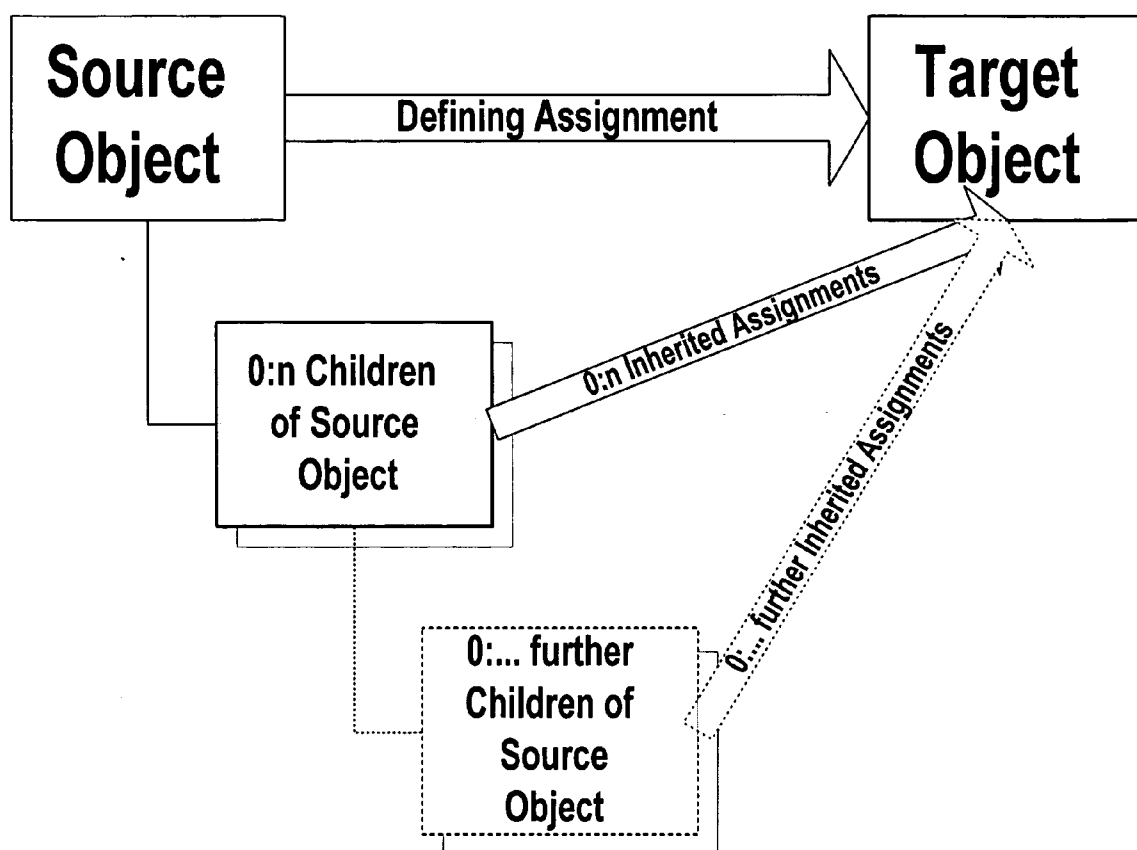 Source
Object
Defining Assignment
Target
Object
0:n Children
of Source
Object
0:n Inherited Assignments
0:... further
Children of
Source
Object
0:... further Inherited Assignments